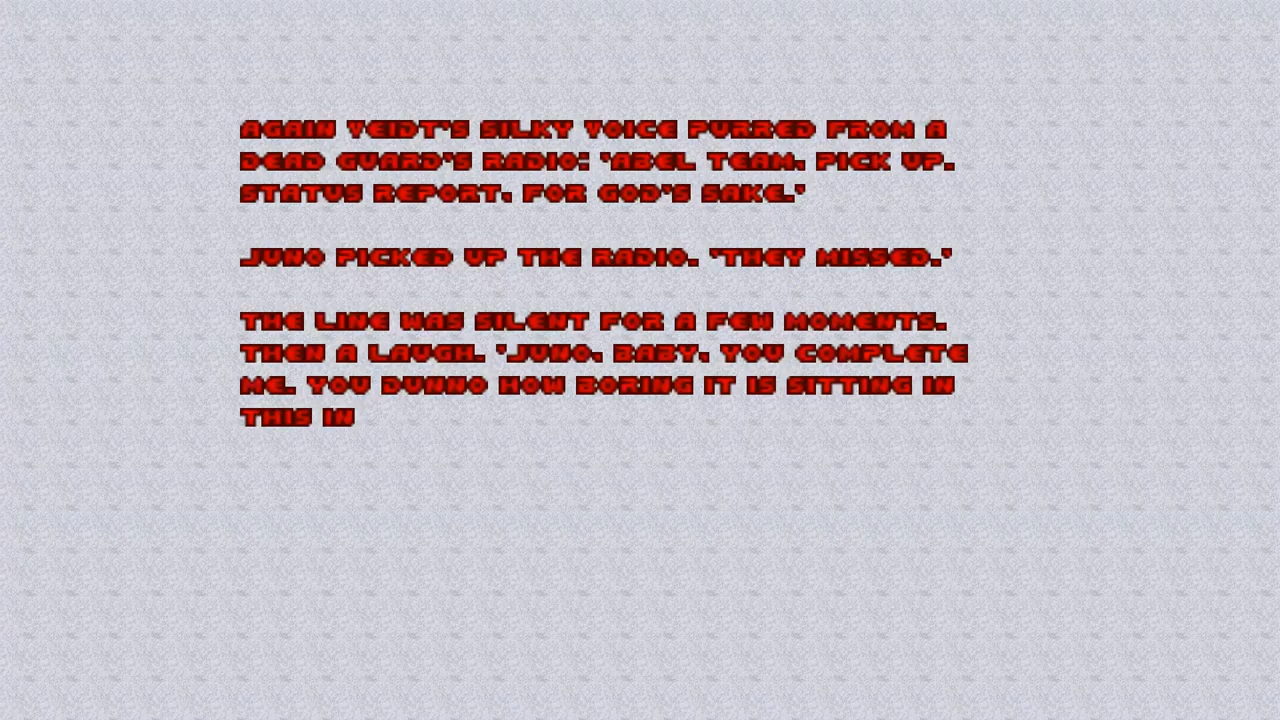 AGAIN VEIDT'S SILKY VOICE PURRED FROM A
DEAD GUARD'S RADIO: 'ABEL TEAM, PICK UP.
STATUS REPORT, FOR GOD'S SAKE.'
JUNO PICKED UP THE RADIO. 'THEY MISSED.'
THE LINE WAS SILENT FOR A FEW MOMENTS.
THEN A LAUGH. 'JUNO, BABY, YOU COMPLETE
ME. YOU DUNNO HOW BORING IT IS SITTING IN
THIS IN